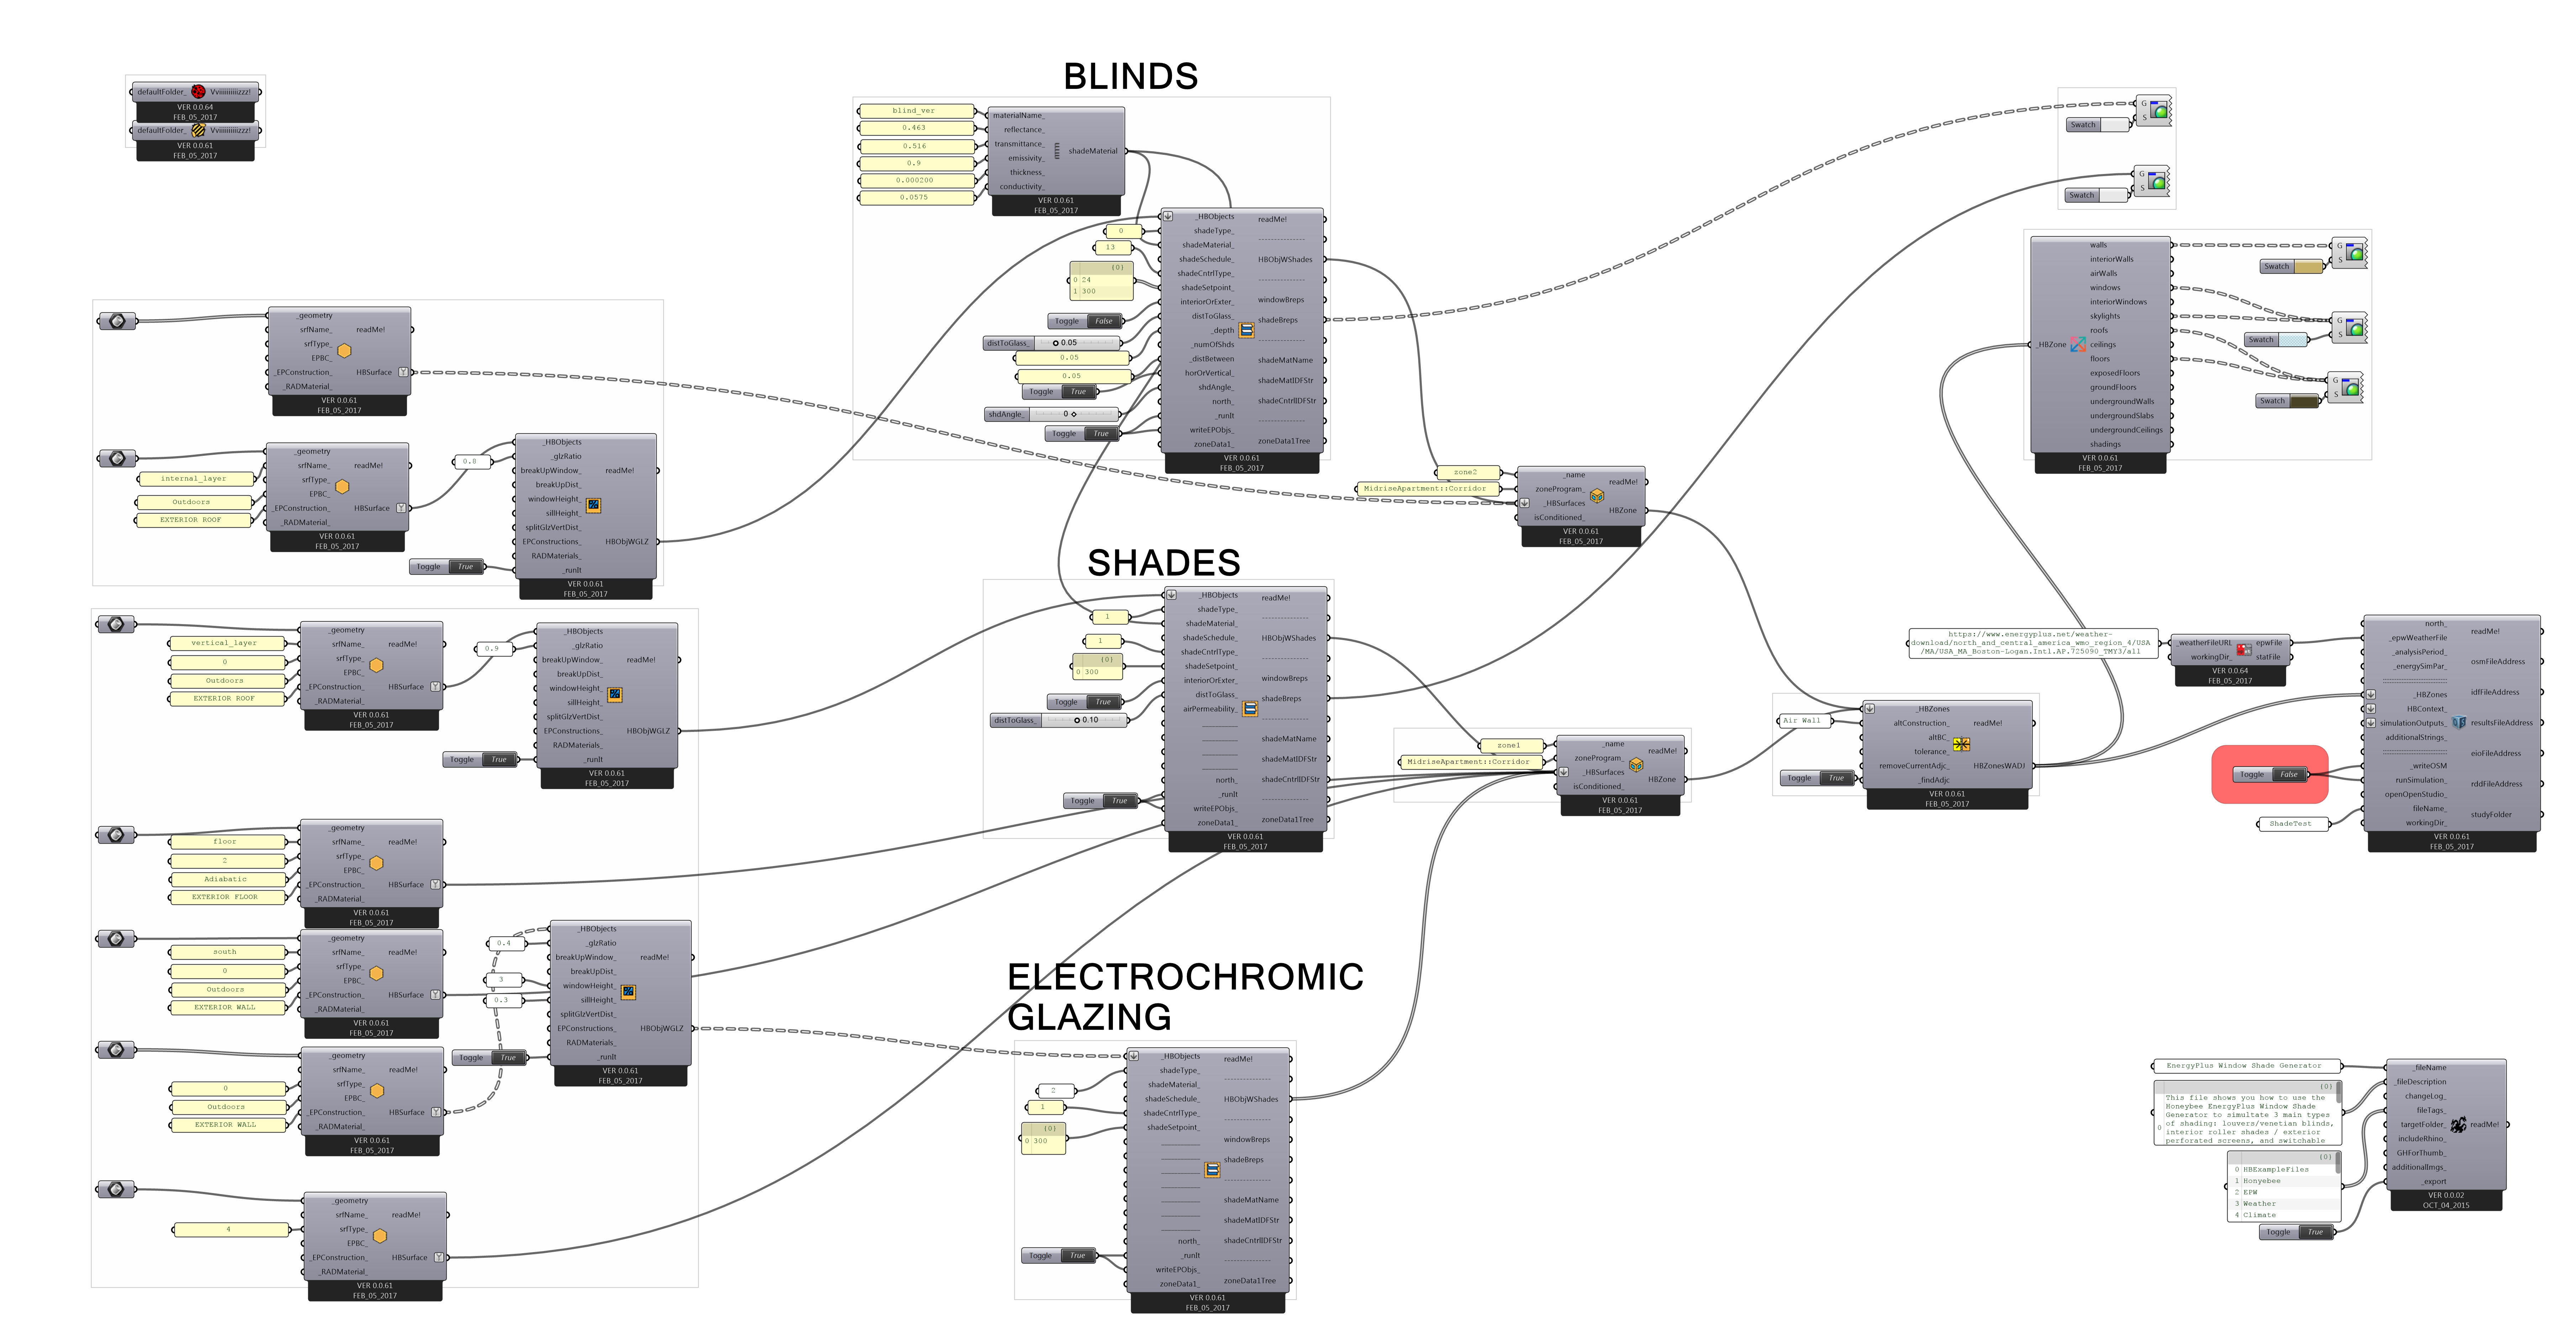 BLINDS
defaultFolder_ Vviiiiiiiiiizzz!
VER 0.0.64
FEB_05_2017
defaultFolder_ Vviiiiiiiiiizzz!
VER 0.0.61
FEB_05_2017
blind_ver
0.463
0.516
0.9
0.000200
0.0575
materialName_
reflectance_
transmittance_
emissivity_
thickness_
conductivity_
shadeMaterial
VER 0.0.61
FEB_05_2017
0
13
{0}
0 24
1 300
Toggle False
distToGlass_ 0.05
0.05
0.05
Toggle True
shdAngle_ 0
Toggle True
_HBObjects
shadeType_
shadeMaterial_
shadeSchedule_
shadeCntrlType_
shadeSetpoint_
interiorOrExter_
distToGlass_
_depth
_numOfShds
_distBetween
horOrVertical_
shdAngle_
north_
_runIt
writeEPObjs_
zoneData1_
readMe!
HBObjWShades
windowBreps
shadeBreps
shadeMatName
shadeMatIDFStr
shadeCntrlIDFStr
zoneData1Tree
VER 0.0.61
FEB_05_2017
G
S
Swatch
G
S
Swatch
_HBZone
walls
interiorWalls
airWalls
windows
interiorWindows
skylights
roofs
ceilings
floors
exposedFloors
groundFloors
undergroundWalls
undergroundSlabs
undergroundCeilings
shadings
VER 0.0.61
FEB_05_2017
G
S
Swatch
G
S
Swatch
G
S
Swatch
_geometry
srfName_
srfType_
EPBC_
_EPConstruction_
_RADMaterial_
readMe!
HBSurface
VER 0.0.61
FEB_05_2017
internal_layer
Outdoors
EXTERIOR ROOF
_geometry
srfName_
srfType_
EPBC_
_EPConstruction_
_RADMaterial_
readMe!
HBSurface
VER 0.0.61
FEB_05_2017
0.8
Toggle True
_HBObjects
_glzRatio
breakUpWindow_
breakUpDist_
windowHeight_
sillHeight_
splitGlzVertDist_
EPConstructions_
RADMaterials_
_runIt
readMe!
HBObjWGLZ
VER 0.0.61
FEB_05_2017
zone2
MidriseApartment::Corridor
_name
zoneProgram_
_HBSurfaces
isConditioned_
readMe!
HBZone
VER 0.0.61
FEB_05_2017
SHADES
1
1
{0}
0 300
Toggle True
distToGlass_ 0.10
Toggle True
_HBObjects
shadeType_
shadeMaterial_
shadeSchedule_
shadeCntrlType_
shadeSetpoint_
interiorOrExter_
distToGlass_
airPermeability_
north_
_runIt
writeEPObjs_
zoneData1_
readMe!
HBObjWShades
windowBreps
shadeBreps
shadeMatName
shadeMatIDFStr
shadeCntrlIDFStr
zoneData1Tree
VER 0.0.61
FEB_05_2017
vertical_layer
0
Outdoors
EXTERIOR ROOF
_geometry
srfName_
srfType_
EPBC_
_EPConstruction_
_RADMaterial_
readMe!
HBSurface
VER 0.0.61
FEB_05_2017
0.9
Toggle True
_HBObjects
_glzRatio
breakUpWindow_
breakUpDist_
windowHeight_
sillHeight_
splitGlzVertDist_
EPConstructions_
RADMaterials_
_runIt
readMe!
HBObjWGLZ
VER 0.0.61
FEB_05_2017
zone1
MidriseApartment::Corridor
_name
zoneProgram_
_HBSurfaces
isConditioned_
readMe!
HBZone
VER 0.0.61
FEB_05_2017
Air Wall
Toggle True
_HBZones
altConstruction_
altBC_
tolerance_
removeCurrentAdjc_
_findAdjc
readMe!
HBZonesWADJ
VER 0.0.61
FEB_05_2017
https://www.energyplus.net/weather-
download/north_and_central_america_wmo_region_4/USA
/MA/USA_MA_Boston-Logan.Intl.AP.725090_TMY3/all
_weatherFileURL
workingDir_
epwFile
statFile
VER 0.0.64
FEB_05_2017
Toggle False
ShadeTest
north_
_epwWeatherFile
_analysisPeriod_
_energySimPar_
_HBZones
HBContext_
simulationOutputs_
additionalStrings_
_writeOSM
runSimulation_
openOpenStudio_
fileName_
workingDir_
readMe!
osmFileAddress
idfFileAddress
resultsFileAddress
eioFileAddress
rddFileAddress
studyFolder
VER 0.0.61
FEB_05_2017
floor
2
Adiabatic
EXTERIOR FLOOR
_geometry
srfName_
srfType_
EPBC_
_EPConstruction_
_RADMaterial_
readMe!
HBSurface
VER 0.0.61
FEB_05_2017
south
0
Outdoors
EXTERIOR WALL
_geometry
srfName_
srfType_
EPBC_
_EPConstruction_
_RADMaterial_
readMe!
HBSurface
VER 0.0.61
FEB_05_2017
0.4
3
0.3
Toggle True
_HBObjects
_glzRatio
breakUpWindow_
breakUpDist_
windowHeight_
sillHeight_
splitGlzVertDist_
EPConstructions_
RADMaterials_
_runIt
readMe!
HBObjWGLZ
VER 0.0.61
FEB_05_2017
0
Outdoors
EXTERIOR WALL
_geometry
srfName_
srfType_
EPBC_
_EPConstruction_
_RADMaterial_
readMe!
HBSurface
VER 0.0.61
FEB_05_2017
4
_geometry
srfName_
srfType_
EPBC_
_EPConstruction_
_RADMaterial_
readMe!
HBSurface
VER 0.0.61
FEB_05_2017
ELECTROCHROMIC
GLAZING
2
1
{0}
0 300
Toggle True
_HBObjects
shadeType_
shadeMaterial_
shadeSchedule_
shadeCntrlType_
shadeSetpoint_
north_
_runIt
writeEPObjs_
zoneData1_
readMe!
HBObjWShades
windowBreps
shadeBreps
shadeMatName
shadeMatIDFStr
shadeCntrlIDFStr
zoneData1Tree
VER 0.0.61
FEB_05_2017
EnergyPlus Window Shade Generator
{0}
0
This file shows you how to use the
Honeybee EnergyPlus Window Shade
Generator to simultate 3 main types
of shading: louvers/venetian blinds,
interior roller shades / exterior
perforated screens, and switchable
{0}
0 HBExampleFiles
1 Honyebee
2 EPW
3 Weather
4 Climate
Toggle True
_fileName
_fileDescription
changeLog_
fileTags_
targetFolder_
includeRhino_
GHForThumb_
additionalImgs_
_export
readMe!
VER 0.0.02
OCT_04_2015